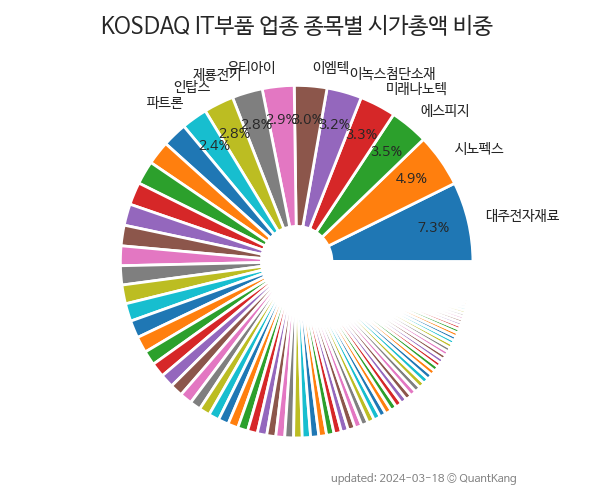 KOSDAQ IT부품 업종 종목별 시가총액 비중
대주전자재료
7.3%
시노펙스
4.9%
에스피지
3.5%
미래나노텍
3.3%
이녹스첨단소재
3.2%
이엠텍
3.0%
유티아이
2.9%
제룡전기
2.8%
인탑스
2.8%
파트론
2.4%
updated: 2024-03-18 © QuantKang